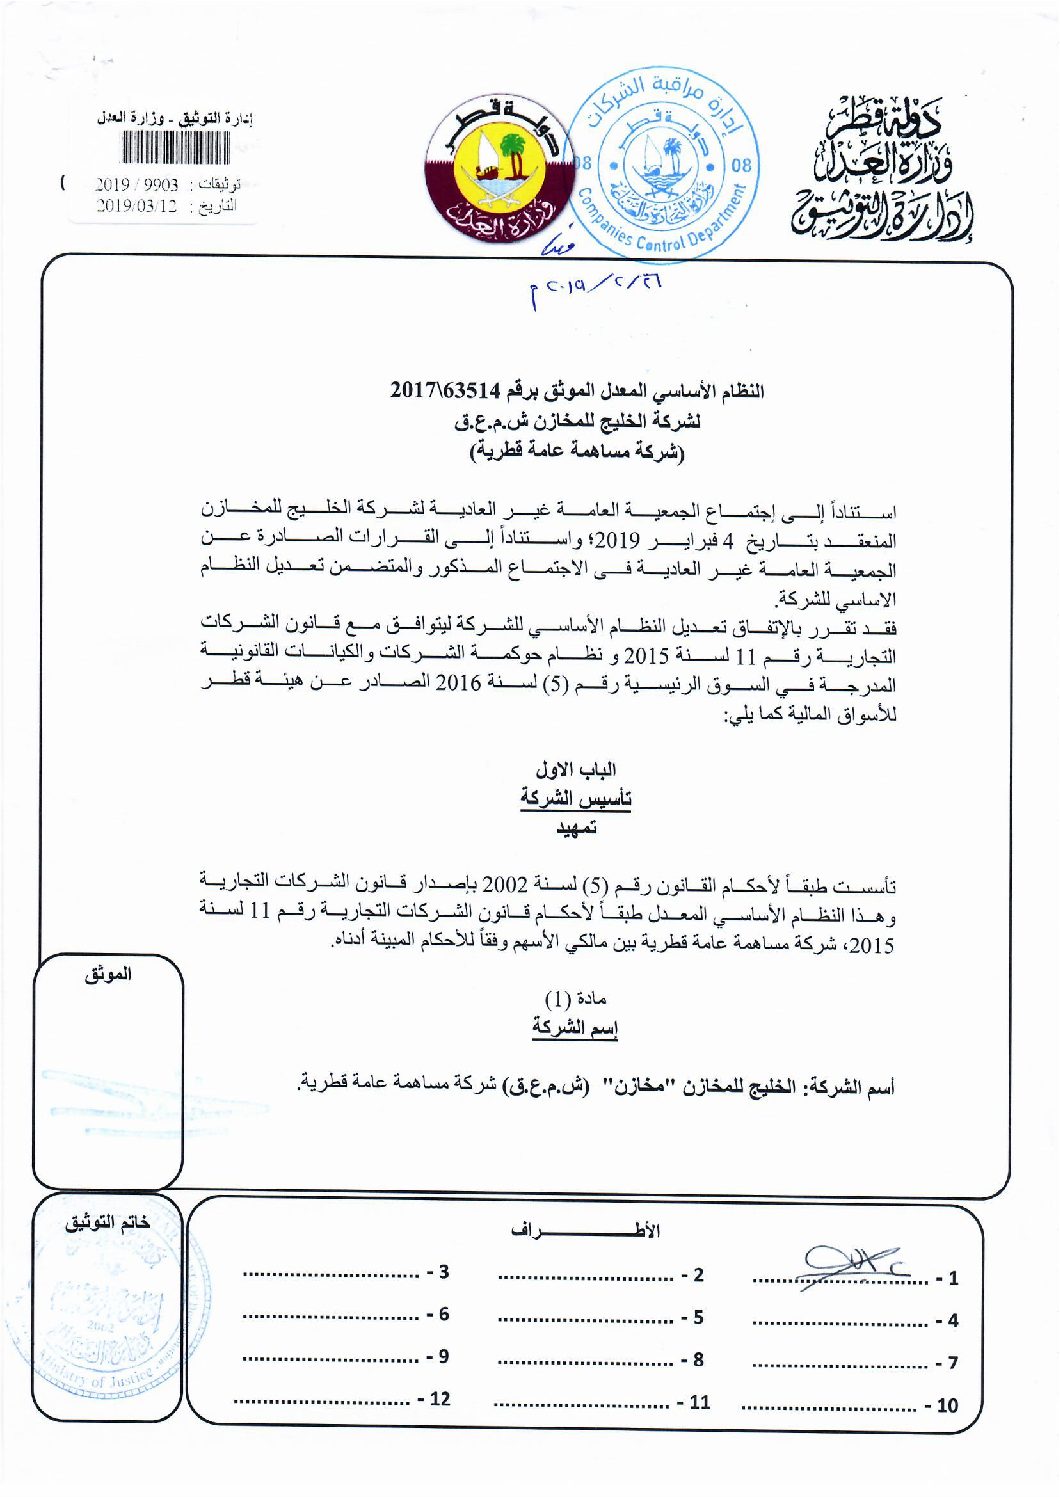 دولة قطر
وزارة العدل
إدارة التوثيق
إدارة مراقبة الشركات
دولة قطر
وزارة التجارة والصناعة
08 08
Companies Control Department
دولة قطر
وزارة العدل
إدارة التوثيق - وزارة العدل
توثيقات : 9903 / 2019
التاريخ : 2019/03/12
النظام الأساسي المعدل الموثق برقم 63514\2017
لشركة الخليج للمخازن ش.م.ع.ق
(شركة مساهمة عامة قطرية)
استناداً إلى إجتماع الجمعية العامة غير العادية لشركة الخليج للمخازن
المنعقد بتاريخ 4 فبراير 2019؛ واستناداً إلى القرارات الصادرة عن
الجمعية العامة غير العادية في الاجتماع المذكور والمتضمن تعديل النظام
الاساسي للشركة.
فقد تقرر بالإتفاق تعديل النظام الأساسي للشركة ليتوافق مع قانون الشركات
التجارية رقم 11 لسنة 2015 و نظام حوكمة الشركات والكيانات القانونية
المدرجة في السوق الرئيسية رقم (5) لسنة 2016 الصادر عن هيئة قطر
للأسواق المالية كما يلي:
الباب الاول
تأسيس الشركة
تمهيد
تأسست طبقاً لأحكام القانون رقم (5) لسنة 2002 بإصدار قانون الشركات التجارية
وهذا النظام الأساسي المعدل طبقاً لأحكام قانون الشركات التجارية رقم 11 لسنة
2015، شركة مساهمة عامة قطرية بين مالكي الأسهم وفقاً للأحكام المبينة أدناه.
مادة (1)
إسم الشركة
أسم الشركة: الخليج للمخازن "مخازن" (ش.م.ع.ق) شركة مساهمة عامة قطرية.
الموثق
خاتم التوثيق
Ministry of Justice
الأطــــــــراف
1 - .............................. 2 - .............................. 3 - ..............................
4 - .............................. 5 - .............................. 6 - ..............................
7 - .............................. 8 - .............................. 9 - ..............................
10 - .............................. 11 - .............................. 12 - ..............................